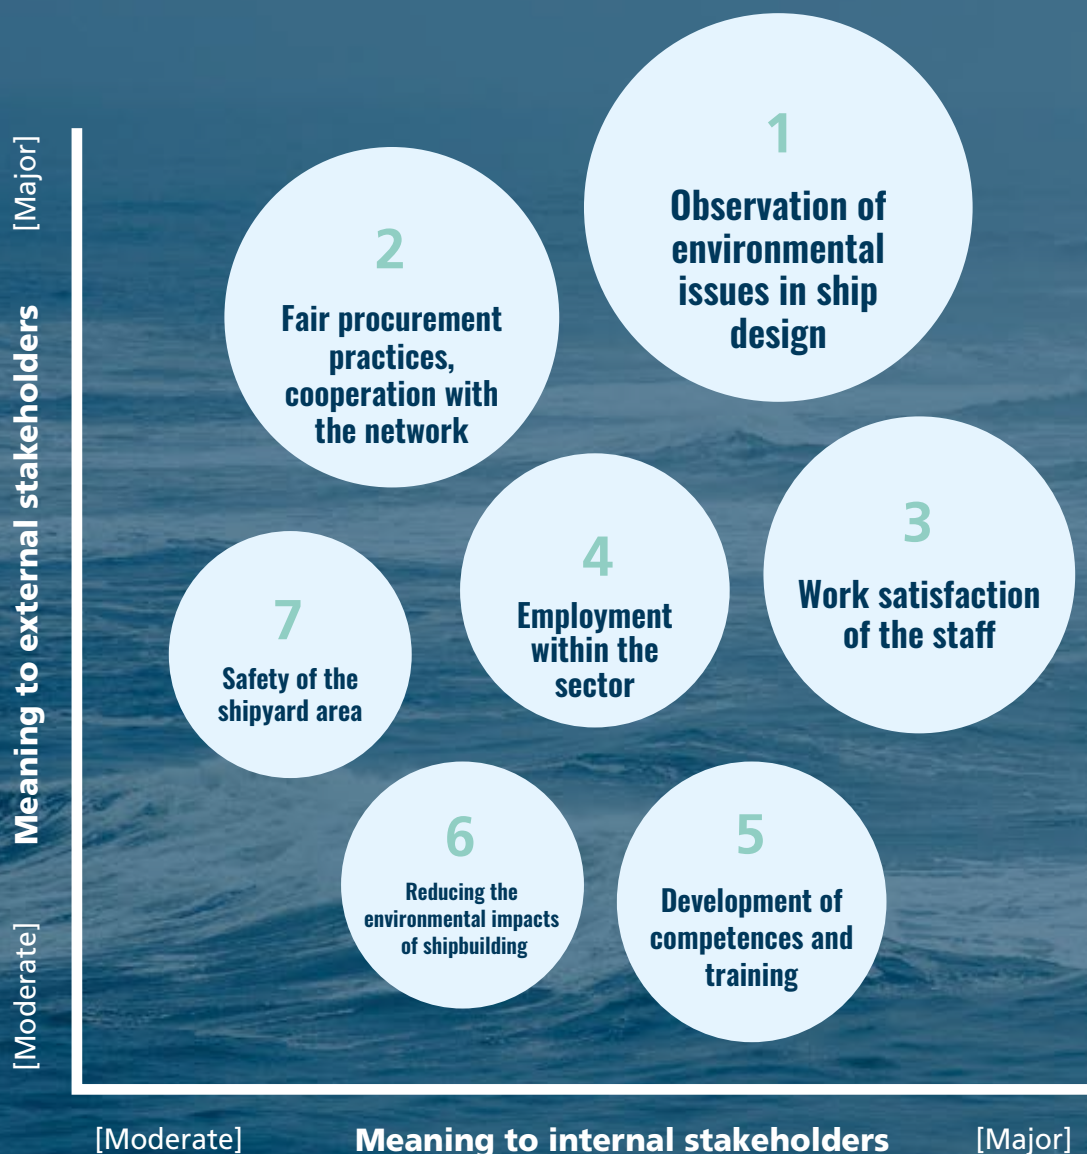 [Major]
Meaning to external stakeholders
[Moderate]
1
Observation of
environmental
issues in ship
design
2
Fair procurement
practices,
cooperation with
the network
3
Work satisfaction
of the staff
4
Employment
within the
sector
7
Safety of the
shipyard area
6
Reducing the
environmental impacts
of shipbuilding
5
Development of
competences and
training
[Moderate]
Meaning to internal stakeholders
[Major]